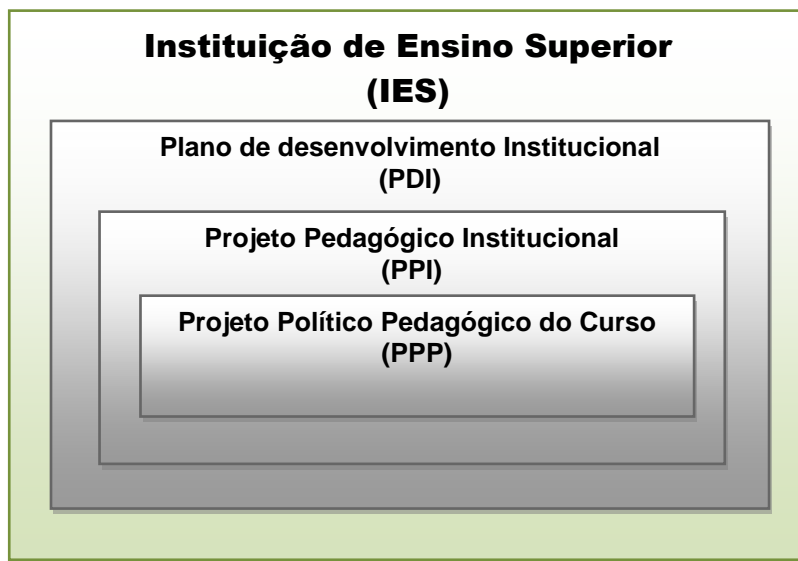 Instituição de Ensino Superior
(IES)
Plano de desenvolvimento Institucional
(PDI)
Projeto Pedagógico Institucional
(PPI)
Projeto Político Pedagógico do Curso
(PPP)